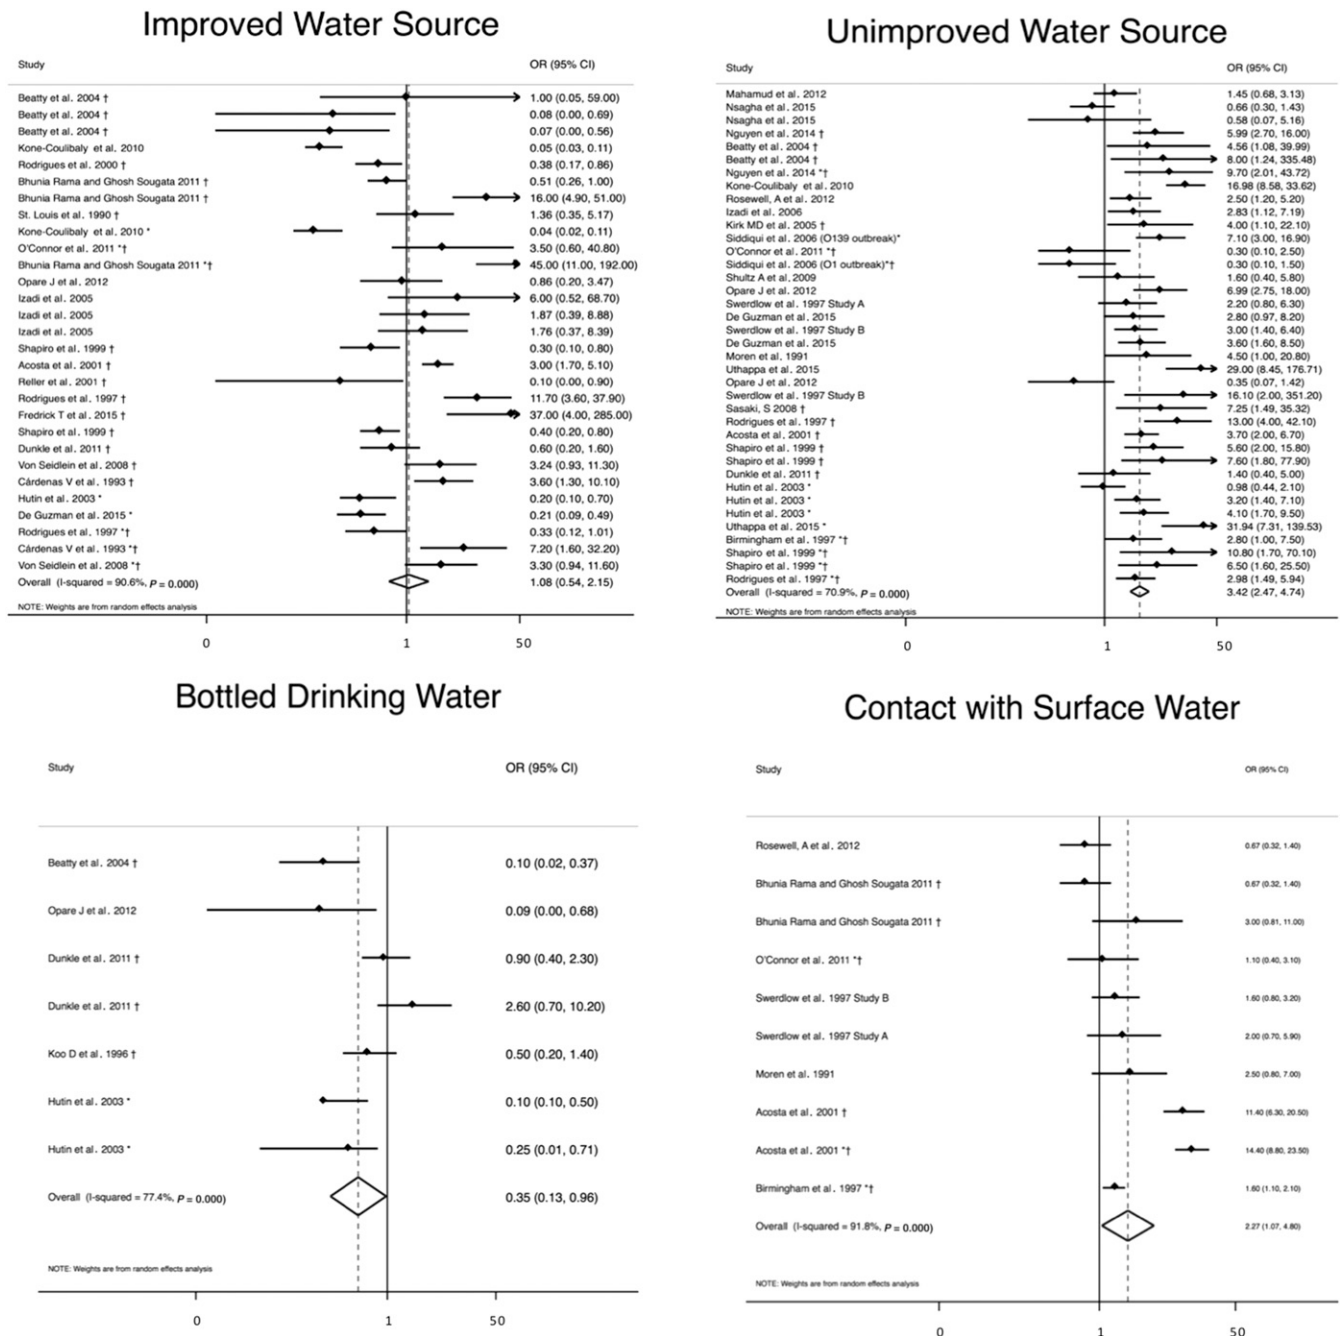 Improved Water Source
Study OR (95% CI)
Beatty et al. 2004 † 1.00 (0.05, 59.00)
Beatty et al. 2004 † 0.08 (0.00, 0.69)
Beatty et al. 2004 † 0.07 (0.00, 0.56)
Kone-Coulibaly et al. 2010 0.05 (0.03, 0.11)
Rodrigues et al. 2000 † 0.38 (0.17, 0.86)
Bhunia Rama and Ghosh Sougata 2011 † 0.51 (0.26, 1.00)
Bhunia Rama and Ghosh Sougata 2011 † 16.00 (4.90, 51.00)
St. Louis et al. 1990 † 1.36 (0.35, 5.17)
Kone-Coulibaly et al. 2010 * 0.04 (0.02, 0.11)
O'Connor et al. 2011 *† 3.50 (0.60, 40.80)
Bhunia Rama and Ghosh Sougata 2011 *† 45.00 (11.00, 192.00)
Opare J et al. 2012 0.86 (0.20, 3.47)
Izadi et al. 2005 6.00 (0.52, 68.70)
Izadi et al. 2005 1.87 (0.39, 8.88)
Izadi et al. 2005 1.76 (0.37, 8.39)
Shapiro et al. 1999 † 0.30 (0.10, 0.80)
Acosta et al. 2001 † 3.00 (1.70, 5.10)
Reller et al. 2001 † 0.10 (0.00, 0.90)
Rodrigues et al. 1997 † 11.70 (3.60, 37.90)
Fredrick T et al. 2015 † 37.00 (4.00, 285.00)
Shapiro et al. 1999 † 0.40 (0.20, 0.80)
Dunkle et al. 2011 † 0.60 (0.20, 1.60)
Von Seidlein et al. 2008 † 3.24 (0.93, 11.30)
Cárdenas V et al. 1993 † 3.60 (1.30, 10.10)
Hutin et al. 2003 * 0.20 (0.10, 0.70)
De Guzman et al. 2015 * 0.21 (0.09, 0.49)
Rodrigues et al. 1997 *† 0.33 (0.12, 1.01)
Cárdenas V et al. 1993 *† 7.20 (1.60, 32.20)
Von Seidlein et al. 2008 *† 3.30 (0.94, 11.60)
Overall (I-squared = 90.6%, P = 0.000) 1.08 (0.54, 2.15)
NOTE: Weights are from random effects analysis
0 1 50
Unimproved Water Source
Study OR (95% CI)
Mahamud et al. 2012 1.45 (0.68, 3.13)
Nsagha et al. 2015 0.66 (0.30, 1.43)
Nsagha et al. 2015 0.58 (0.07, 5.16)
Nguyen et al. 2014 † 5.99 (2.70, 16.00)
Beatty et al. 2004 † 4.56 (1.08, 39.99)
Beatty et al. 2004 † 8.00 (1.24, 335.48)
Nguyen et al. 2014 *† 9.70 (2.01, 43.72)
Kone-Coulibaly et al. 2010 16.98 (8.58, 33.62)
Rosewell, A et al. 2012 2.50 (1.20, 5.20)
Izadi et al. 2006 2.83 (1.12, 7.19)
Kirk MD et al. 2005 † 4.00 (1.10, 22.10)
Siddiqui et al. 2006 (O139 outbreak)* 7.10 (3.00, 16.90)
O'Connor et al. 2011 *† 0.30 (0.10, 2.50)
Siddiqui et al. 2006 (O1 outbreak)*† 0.30 (0.10, 1.50)
Shultz A et al. 2009 1.60 (0.40, 5.80)
Opare J et al. 2012 6.99 (2.75, 18.00)
Swerdlow et al. 1997 Study A 2.20 (0.80, 6.30)
De Guzman et al. 2015 2.80 (0.97, 8.20)
Swerdlow et al. 1997 Study B 3.00 (1.40, 6.40)
De Guzman et al. 2015 3.60 (1.60, 8.50)
Moren et al. 1991 4.50 (1.00, 20.80)
Uthappa et al. 2015 29.00 (8.45, 176.71)
Opare J et al. 2012 0.35 (0.07, 1.42)
Swerdlow et al. 1997 Study B 16.10 (2.00, 351.20)
Sasaki, S 2008 † 7.25 (1.49, 35.32)
Rodrigues et al. 1997 † 13.00 (4.00, 42.10)
Acosta et al. 2001 † 3.70 (2.00, 6.70)
Shapiro et al. 1999 † 5.60 (2.00, 15.80)
Shapiro et al. 1999 † 7.60 (1.80, 77.90)
Dunkle et al. 2011 † 1.40 (0.40, 5.00)
Hutin et al. 2003 * 0.98 (0.44, 2.10)
Hutin et al. 2003 * 3.20 (1.40, 7.10)
Hutin et al. 2003 * 4.10 (1.70, 9.50)
Uthappa et al. 2015 * 31.94 (7.31, 139.53)
Birmingham et al. 1997 *† 2.80 (1.00, 7.50)
Shapiro et al. 1999 *† 10.80 (1.70, 70.10)
Shapiro et al. 1999 *† 6.50 (1.60, 25.50)
Rodrigues et al. 1997 *† 2.98 (1.49, 5.94)
Overall (I-squared = 70.9%, P = 0.000) 3.42 (2.47, 4.74)
NOTE: Weights are from random effects analysis
0 1 50
Bottled Drinking Water
Study OR (95% CI)
Beatty et al. 2004 † 0.10 (0.02, 0.37)
Opare J et al. 2012 0.09 (0.00, 0.68)
Dunkle et al. 2011 † 0.90 (0.40, 2.30)
Dunkle et al. 2011 † 2.60 (0.70, 10.20)
Koo D et al. 1996 † 0.50 (0.20, 1.40)
Hutin et al. 2003 * 0.10 (0.10, 0.50)
Hutin et al. 2003 * 0.25 (0.01, 0.71)
Overall (I-squared = 77.4%, P = 0.000) 0.35 (0.13, 0.96)
NOTE: Weights are from random effects analysis
0 1 50
Contact with Surface Water
Study OR (95% CI)
Rosewell, A et al. 2012 0.67 (0.32, 1.40)
Bhunia Rama and Ghosh Sougata 2011 † 0.67 (0.32, 1.40)
Bhunia Rama and Ghosh Sougata 2011 † 3.00 (0.81, 11.00)
O'Connor et al. 2011 *† 1.10 (0.40, 3.10)
Swerdlow et al. 1997 Study B 1.60 (0.80, 3.20)
Swerdlow et al. 1997 Study A 2.00 (0.70, 5.90)
Moren et al. 1991 2.50 (0.80, 7.00)
Acosta et al. 2001 † 11.40 (6.30, 20.50)
Acosta et al. 2001 *† 14.40 (8.80, 23.50)
Birmingham et al. 1997 *† 1.60 (1.10, 2.10)
Overall (I-squared = 91.8%, P = 0.000) 2.27 (1.07, 4.80)
NOTE: Weights are from random effects analysis
0 1 50